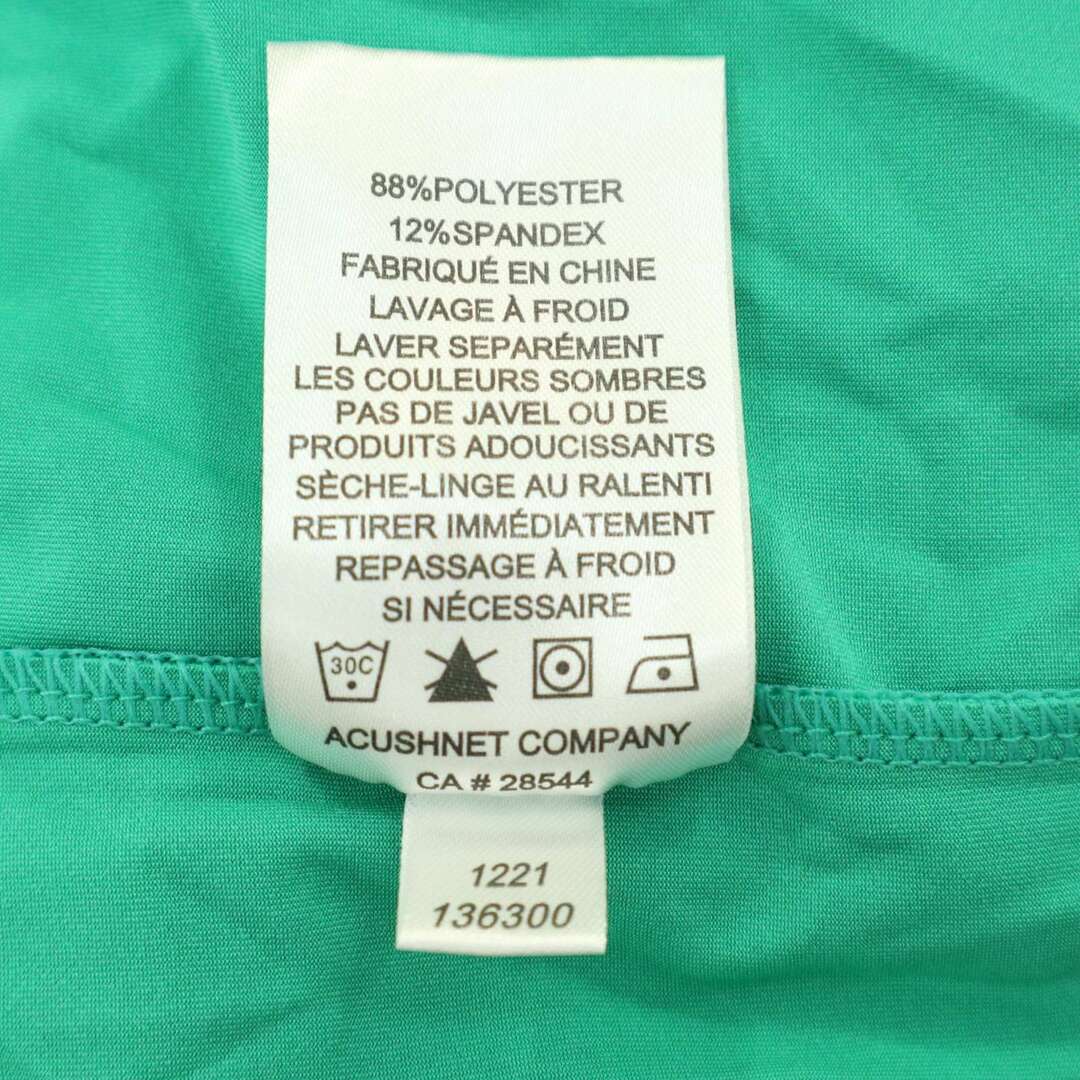 88%POLYESTER
12%SPANDEX
FABRIQUÉ EN CHINE
LAVAGE À FROID
LAVER SEPARÉMENT
LES COULEURS SOMBRES
PAS DE JAVEL OU DE
PRODUITS ADOUCISSANTS
SÈCHE-LINGE AU RALENTI
RETIRER IMMÉDIATEMENT
REPASSAGE À FROID
SI NÉCESSAIRE
30C
ACUSHNET COMPANY
CA # 28544
1221
136300